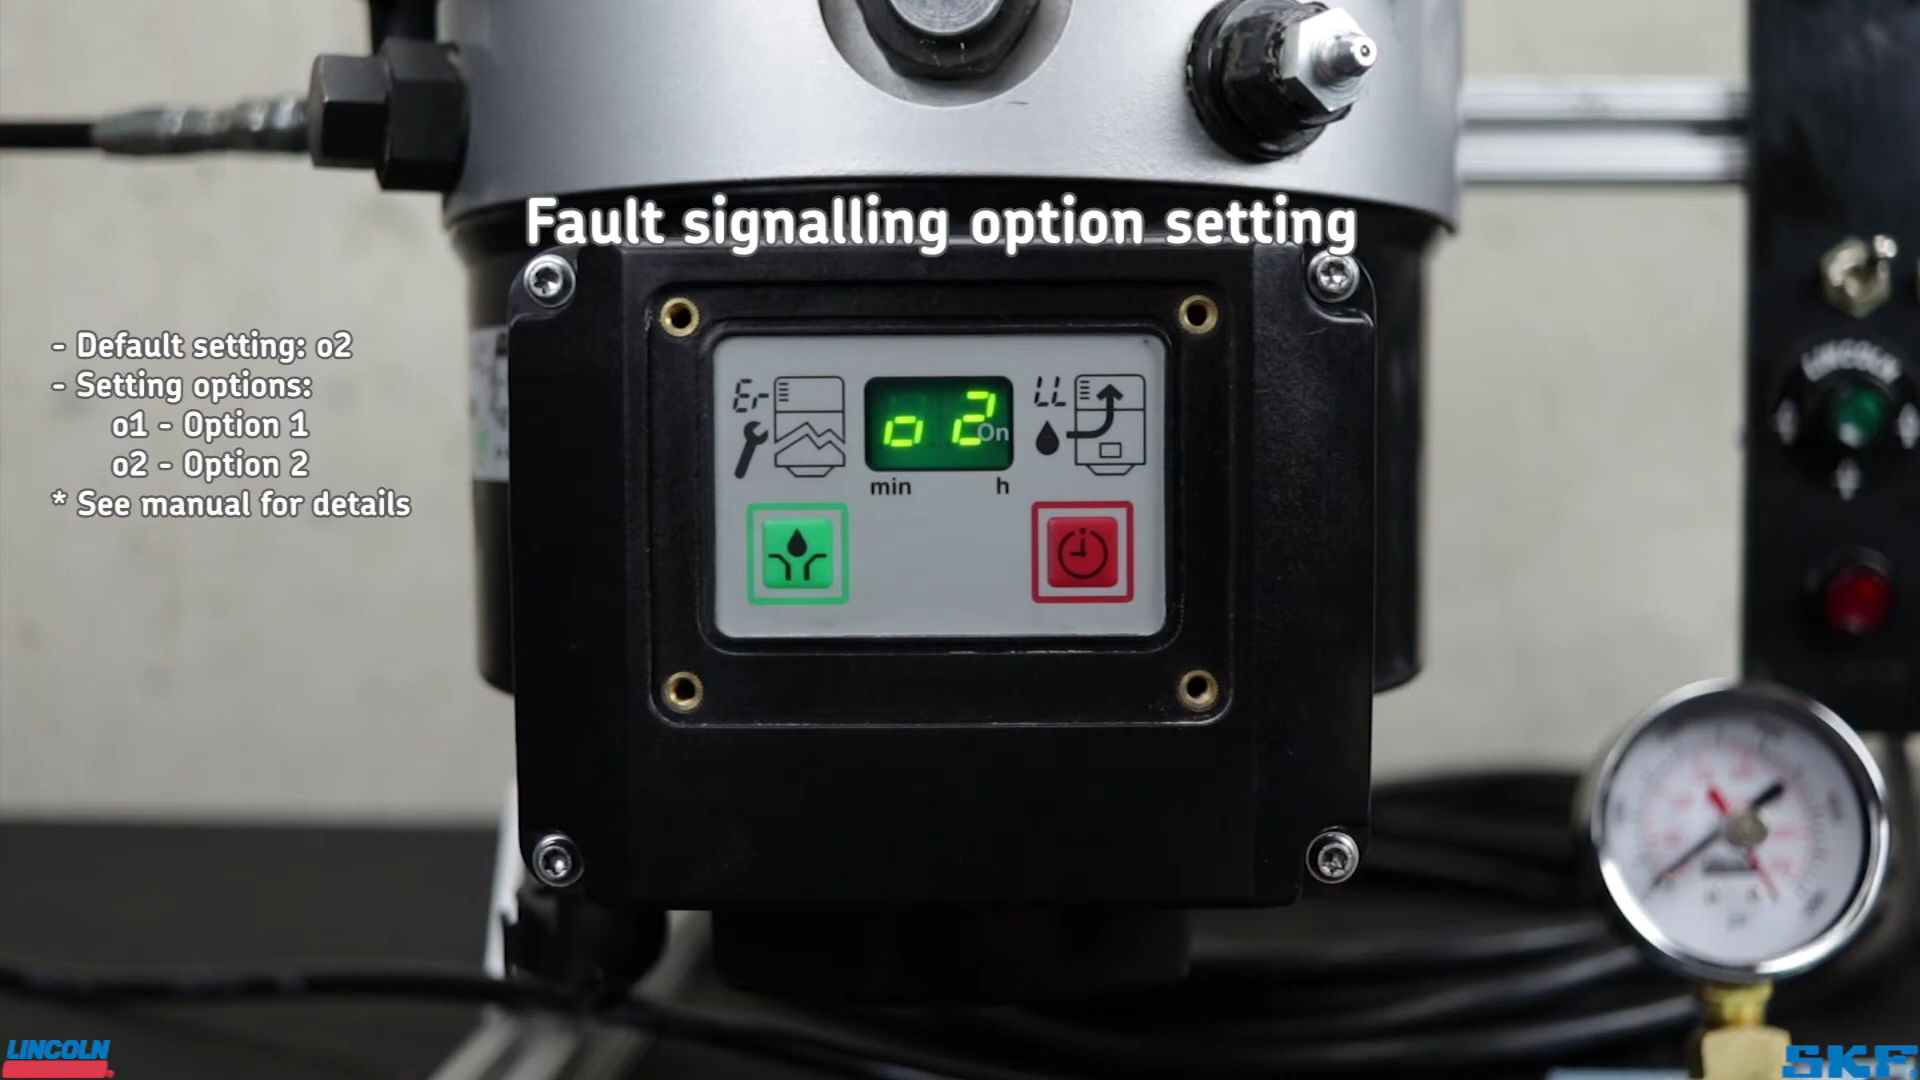 Fault signalling option setting
- Default setting: o2
- Setting options:
o1 - Option 1
o2 - Option 2
* See manual for details
Er
o2
On
LL
min h
LINCOLN
LINCOLN
SKF